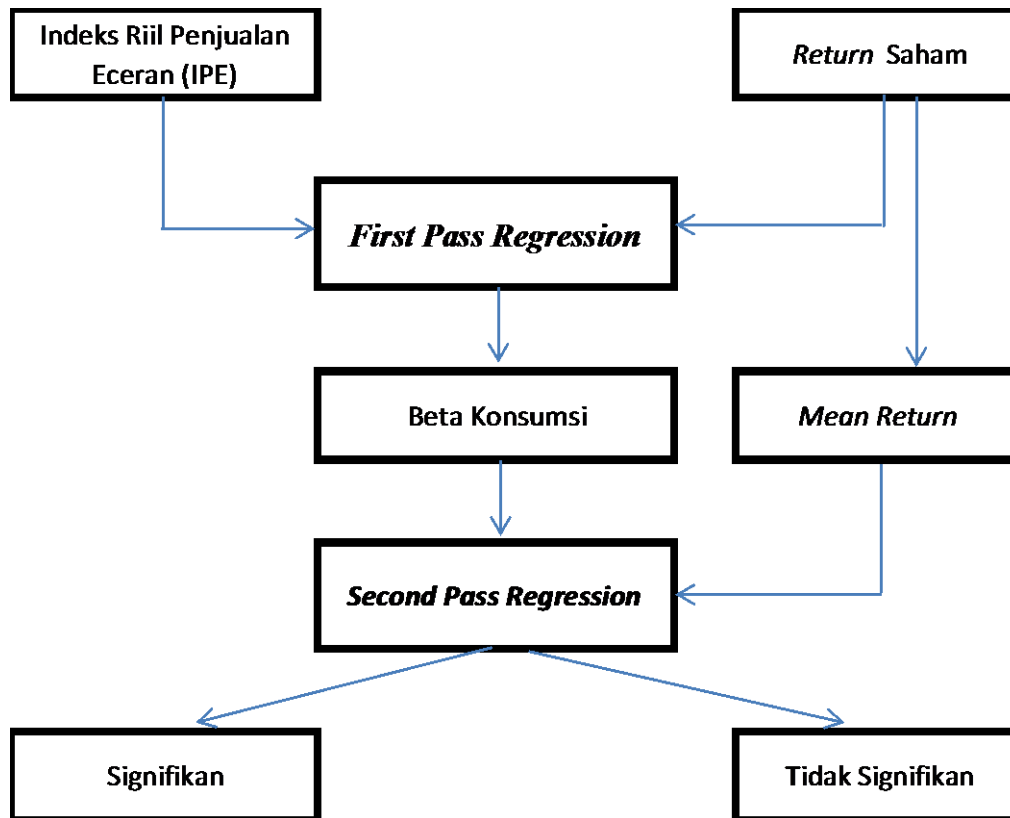 Indeks Riil Penjualan
Eceran (IPE)
Return Saham
First Pass Regression
Beta Konsumsi
Mean Return
Second Pass Regression
Signifikan
Tidak Signifikan